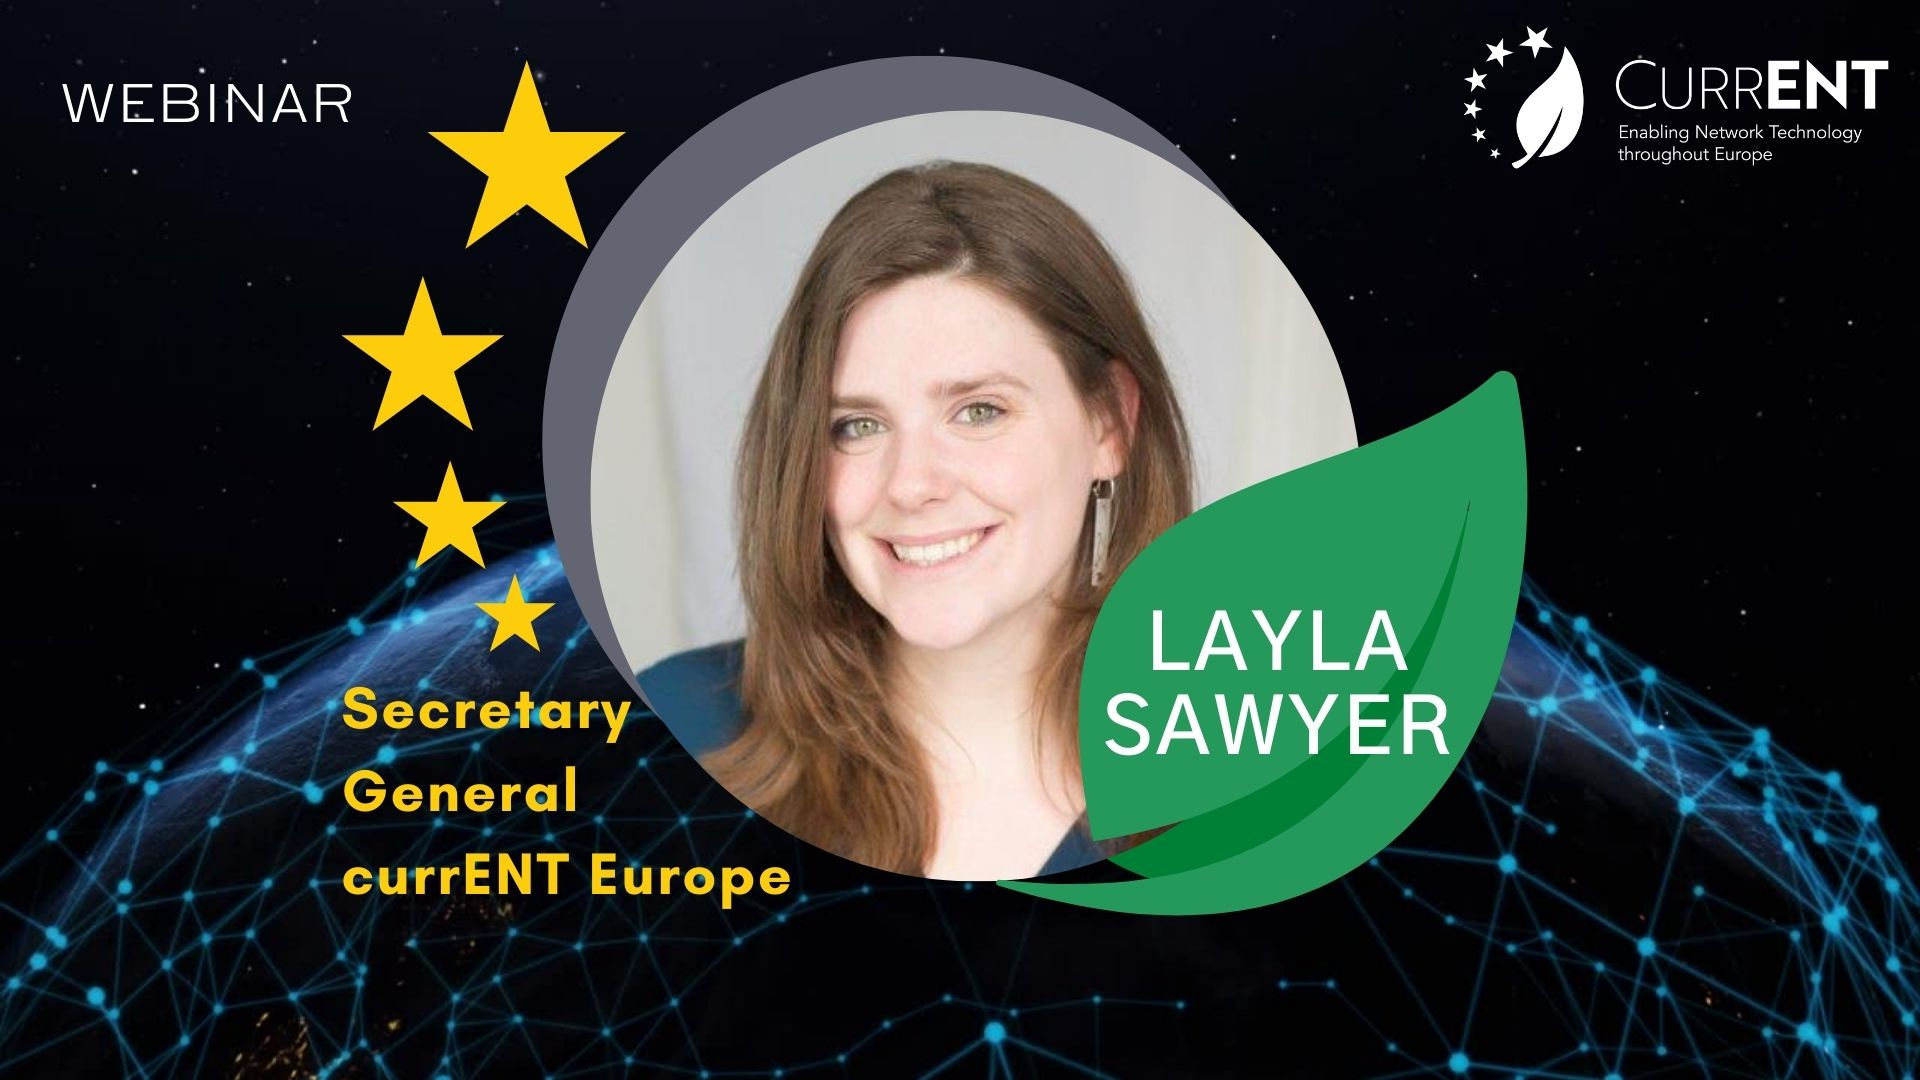 WEBINAR
CURRENT
Enabling Network Technology
throughout Europe
LAYLA
SAWYER
Secretary
General
currENT Europe